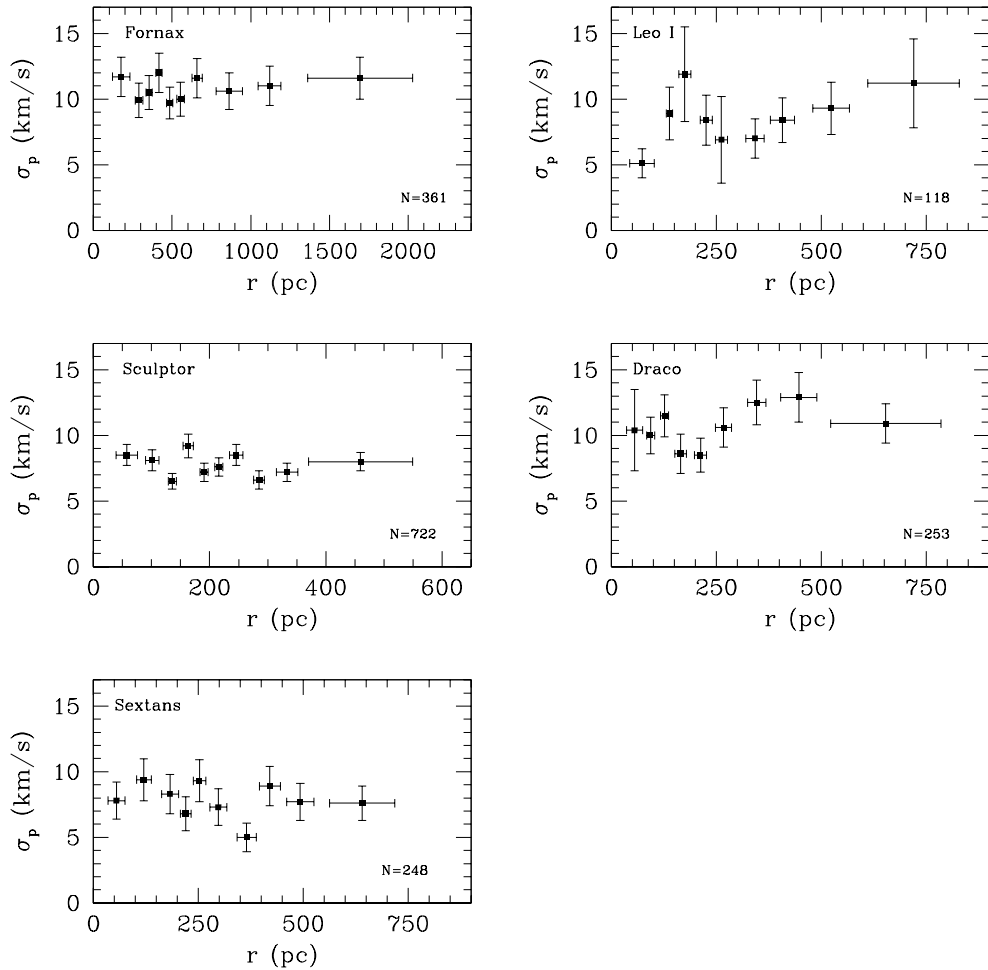 Fornax
15
10
5
0
σp (km/s)
N=361
0 500 1000 1500 2000
r (pc)
Leo I
15
10
5
0
σp (km/s)
N=118
0 250 500 750
r (pc)
Sculptor
15
10
5
0
σp (km/s)
N=722
0 200 400 600
r (pc)
Draco
15
10
5
0
σp (km/s)
N=253
0 250 500 750
r (pc)
Sextans
15
10
5
0
σp (km/s)
N=248
0 250 500 750
r (pc)